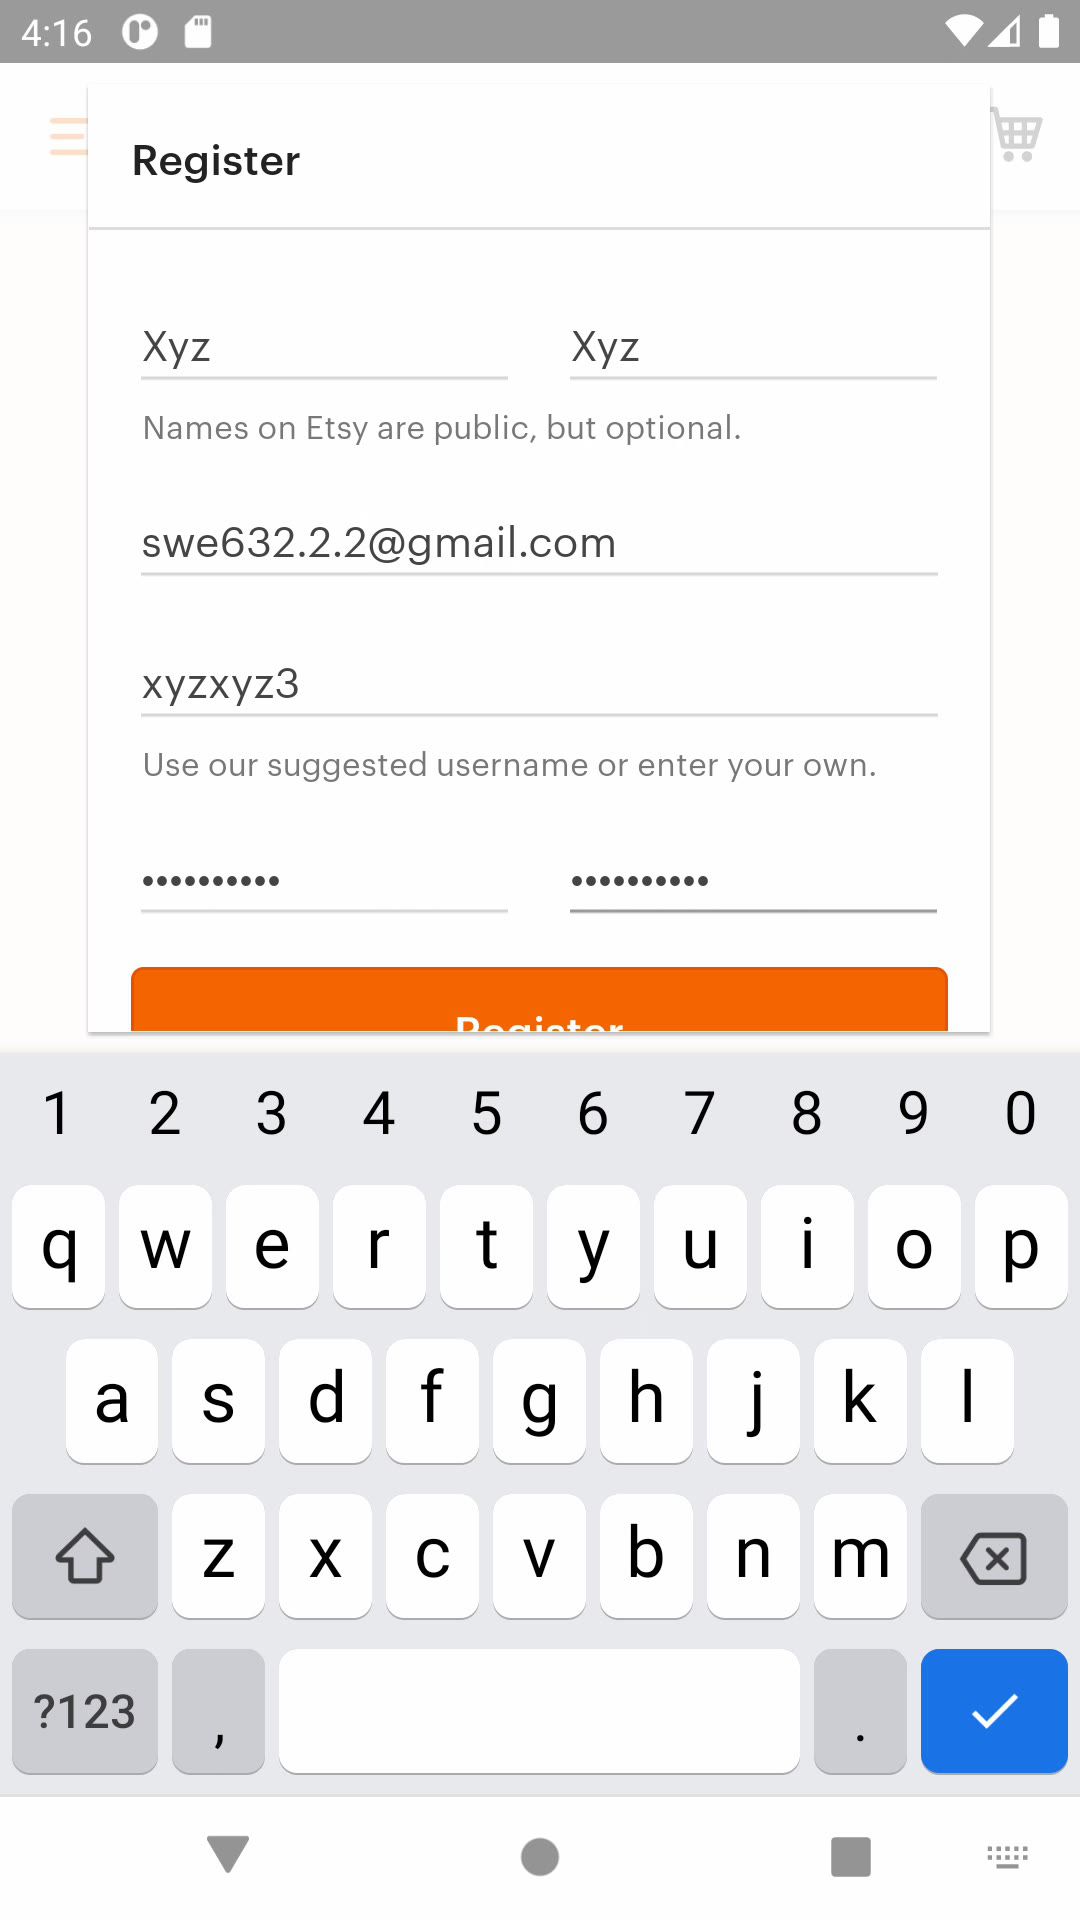 4:16
Register
Xyz Xyz
Names on Etsy are public, but optional.
swe632.2.2@gmail.com
xyzxyz3
Use our suggested username or enter your own.
•••••••••• ••••••••••
Register
1 2 3 4 5 6 7 8 9 0
q w e r t y u i o p
a s d f g h j k l
z x c v b n m
?123 , .